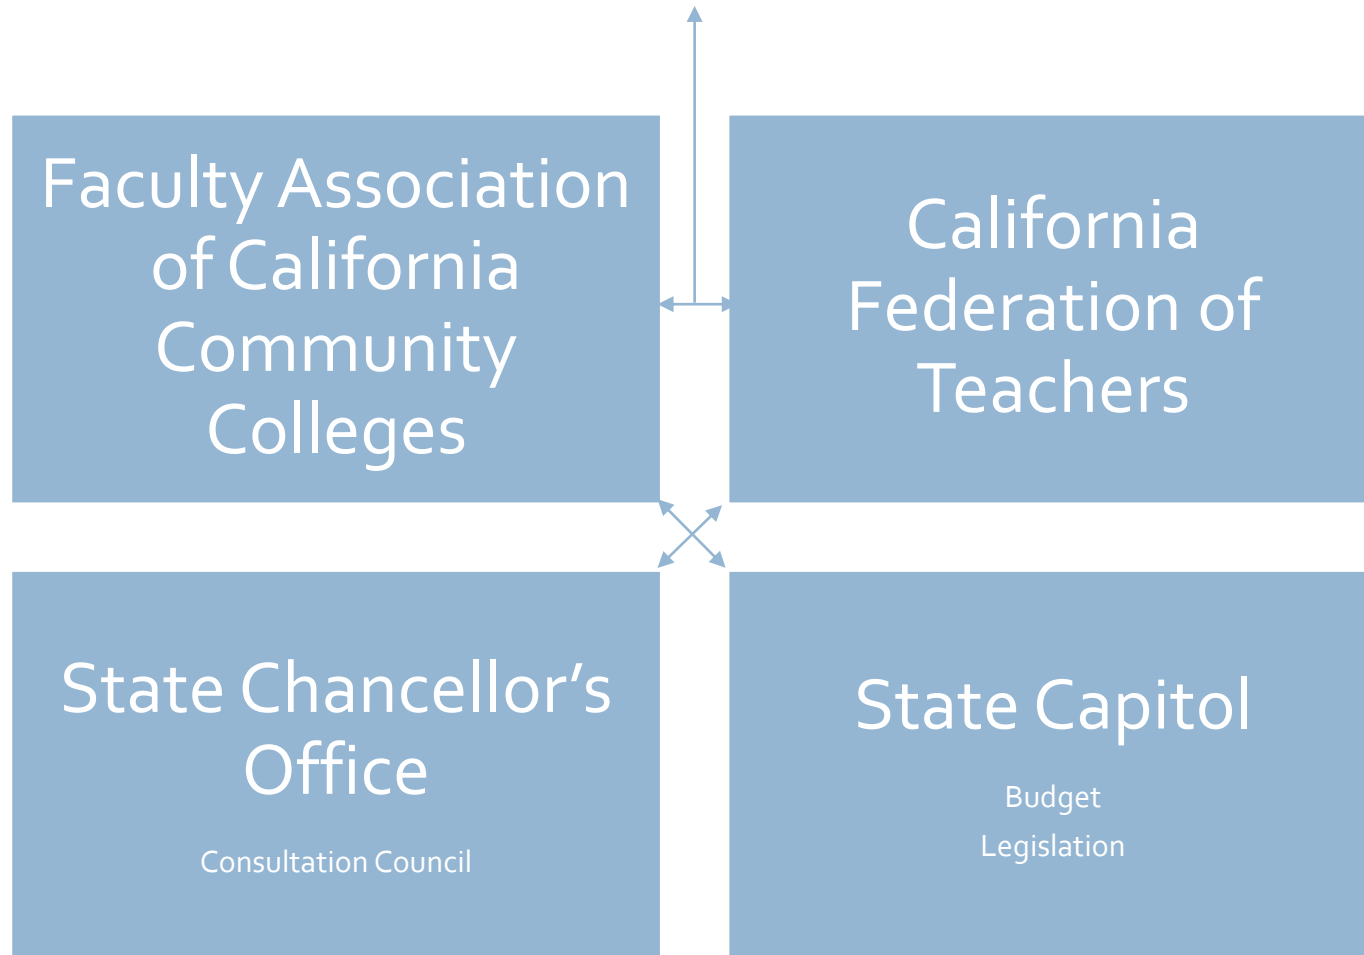 Faculty Association
of California
Community
Colleges
California
Federation of
Teachers
State Chancellor’s
Office
Consultation Council
State Capitol
Budget
Legislation